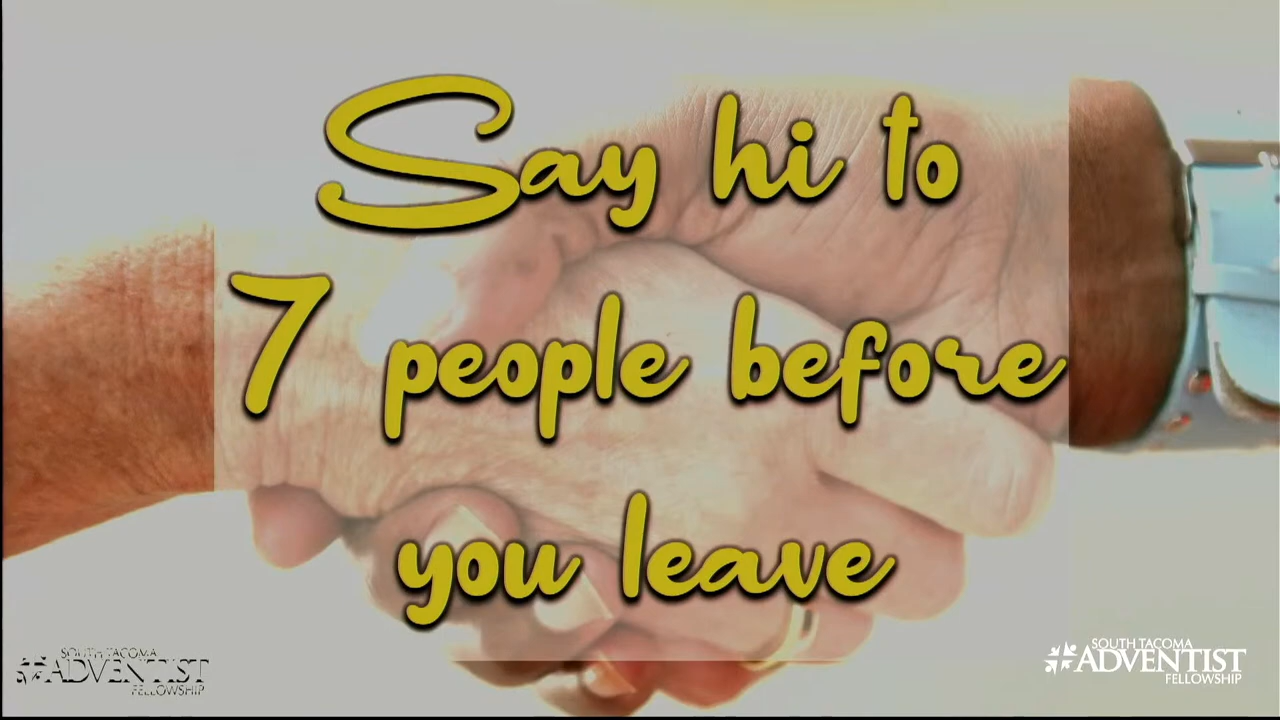 Say hi to
7 people before
you leave
SOUTH TACOMA
ADVENTIST
FELLOWSHIP
SOUTH TACOMA
#ADVENTIST
FELLOWSHIP